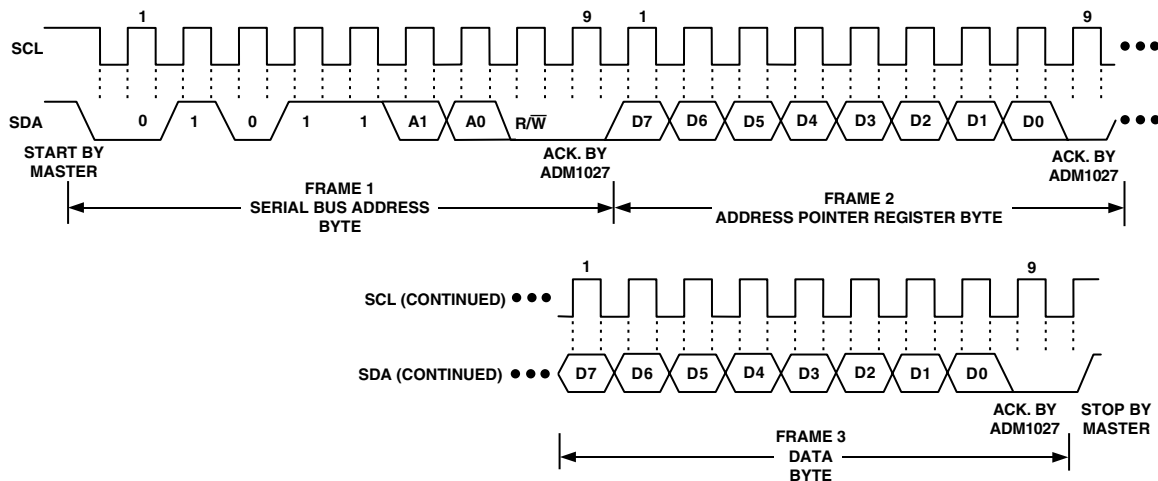 1 9 1 9
SCL
SDA 0 1 0 1 1 A1 A0 R/W̅ D7 D6 D5 D4 D3 D2 D1 D0
START BY
MASTER
ACK. BY
ADM1027
ACK. BY
ADM1027
FRAME 1
SERIAL BUS ADDRESS
BYTE
FRAME 2
ADDRESS POINTER REGISTER BYTE
1 9
SCL (CONTINUED)
SDA (CONTINUED) D7 D6 D5 D4 D3 D2 D1 D0
ACK. BY
ADM1027
STOP BY
MASTER
FRAME 3
DATA
BYTE